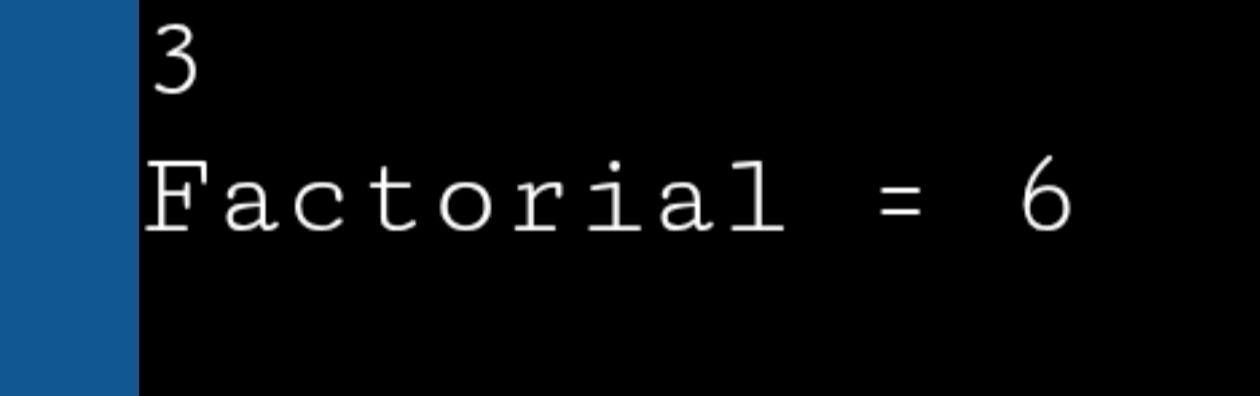 3
Factorial = 6